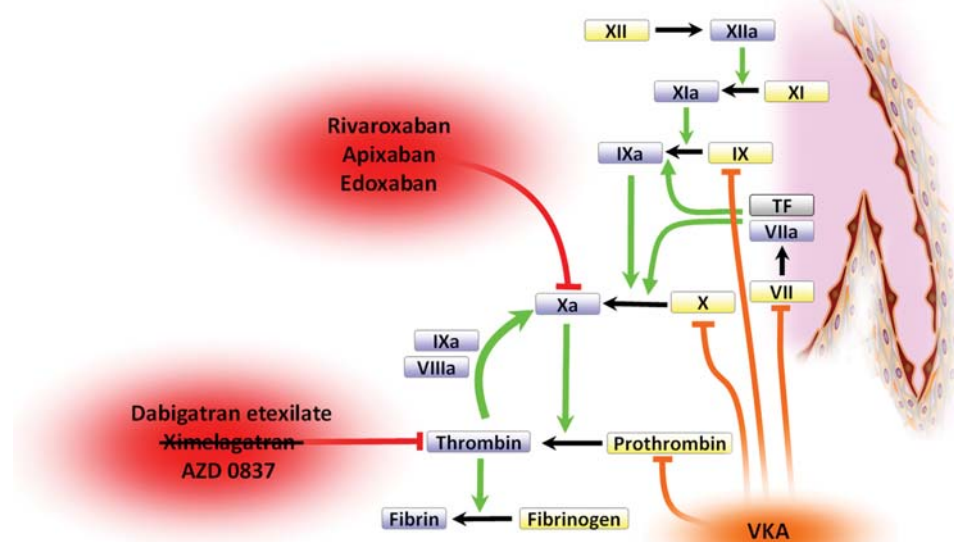 XII XIIa
XIa XI
Rivaroxaban
Apixaban
Edoxaban
IXa IX
TF
VIIa
VII
Xa X
IXa
VIIIa
Dabigatran etexilate
Ximelagatran
AZD 0837
Thrombin Prothrombin
Fibrin Fibrinogen
VKA